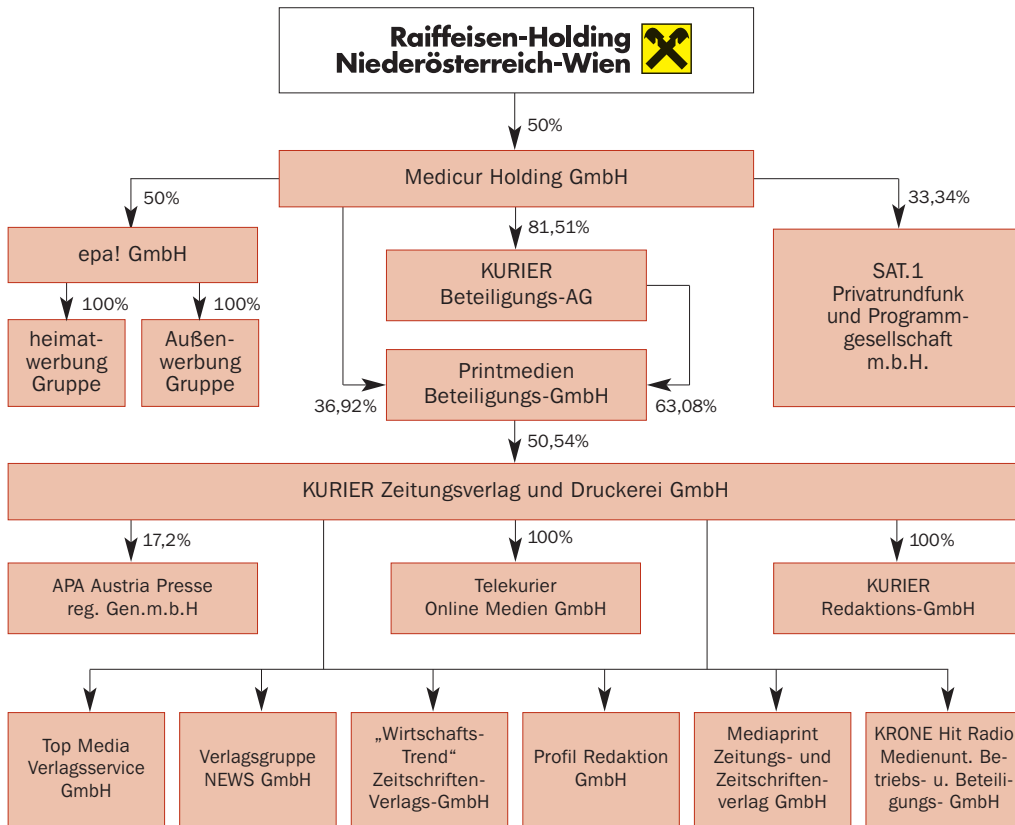 Raiffeisen-Holding
Niederösterreich-Wien
50%
Medicur Holding GmbH
50%
81,51%
33,34%
epa! GmbH
KURIER
Beteiligungs-AG
SAT.1
Privatrundfunk
und Programm-
gesellschaft
m.b.H.
100%
100%
heimat-
werbung
Gruppe
Außen-
werbung
Gruppe
Printmedien
Beteiligungs-GmbH
36,92%
63,08%
50,54%
KURIER Zeitungsverlag und Druckerei GmbH
17,2%
100%
100%
APA Austria Presse
reg. Gen.m.b.H
Telekurier
Online Medien GmbH
KURIER
Redaktions-GmbH
Top Media
Verlagsservice
GmbH
Verlagsgruppe
NEWS GmbH
„Wirtschafts-
Trend“
Zeitschriften-
Verlags-GmbH
Profil Redaktion
GmbH
Mediaprint
Zeitungs- und
Zeitschriften-
verlag GmbH
KRONE Hit Radio
Medienunt. Be-
triebs- u. Beteili-
gungs- GmbH